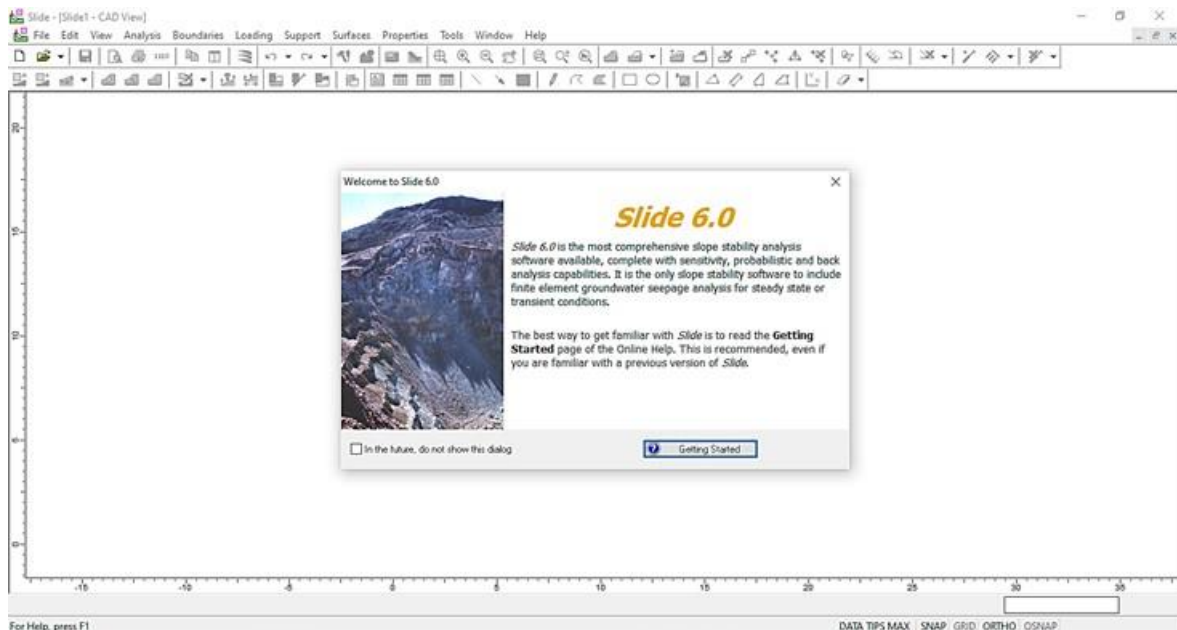 Slide - [Slide1 - CAD View]
File Edit View Analysis Boundaries Loading Support Surfaces Properties Tools Window Help
20
15
10
5
0
Welcome to Slide 6.0
Slide 6.0
Slide 6.0 is the most comprehensive slope stability analysis
software available, complete with sensitivity, probabilistic and back
analysis capabilities. It is the only slope stability software to include
finite element groundwater seepage analysis for steady state or
transient conditions.
The best way to get familiar with Slide is to read the Getting
Started page of the Online Help. This is recommended, even if
you are familiar with a previous version of Slide.
In the future, do not show this dialog
Getting Started
-15 -10 -5 0 5 10 15 20 25 30 35
For Help, press F1
DATA TIPS MAX SNAP GRID ORTHO OSNAP